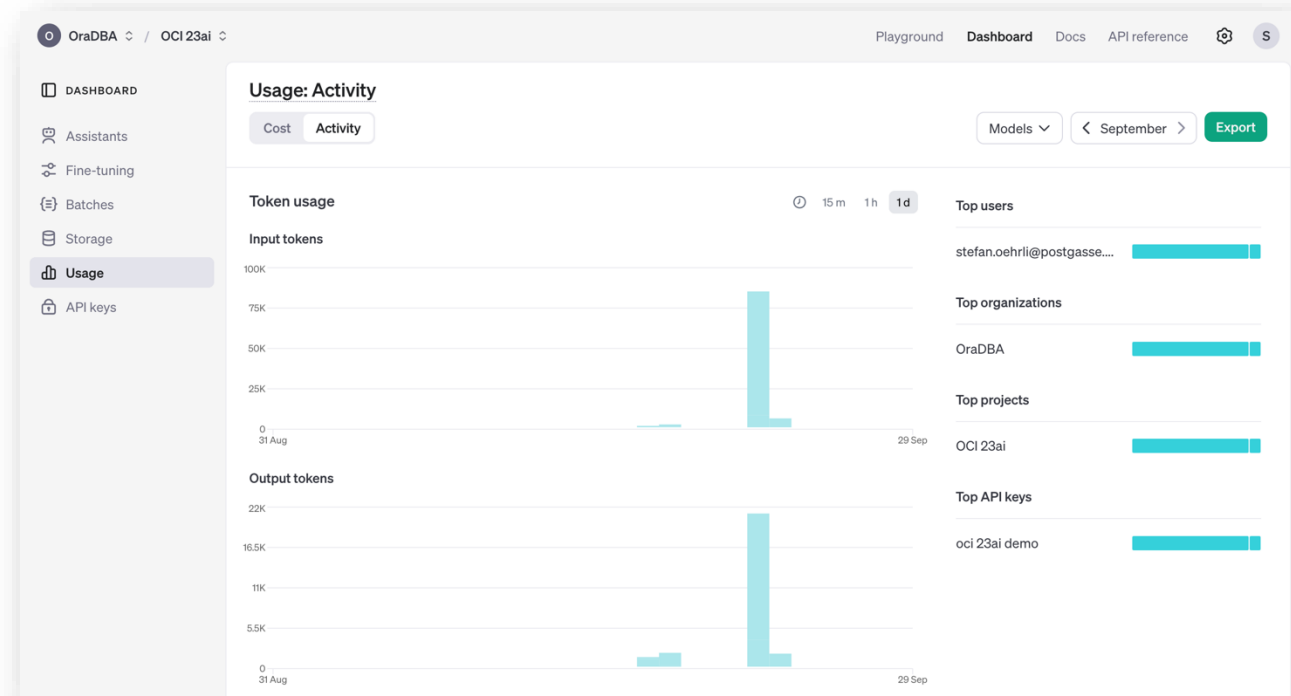 O OraDBA / OCI 23ai
Playground Dashboard Docs API reference S
DASHBOARD
Assistants
Fine-tuning
Batches
Storage
Usage
API keys
Usage: Activity
Cost Activity
Models September Export
Token usage
15 m 1 h 1 d
Input tokens
100K
75K
50K
25K
0
31 Aug 29 Sep
Output tokens
22K
16.5K
11K
5.5K
0
31 Aug 29 Sep
Top users
stefan.oehrli@postgasse....
Top organizations
OraDBA
Top projects
OCI 23ai
Top API keys
oci 23ai demo